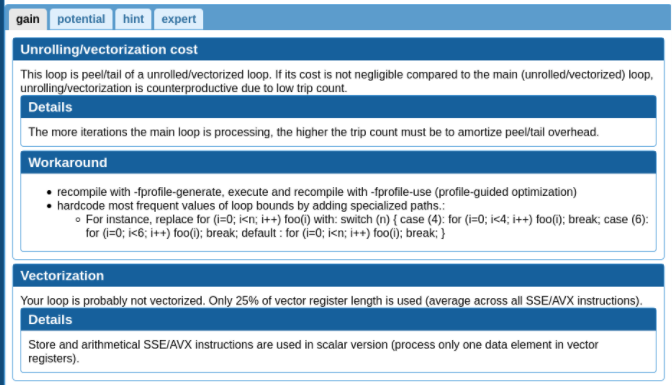 gain potential hint expert
Unrolling/vectorization cost
This loop is peel/tail of a unrolled/vectorized loop. If its cost is not negligible compared to the main (unrolled/vectorized) loop,
unrolling/vectorization is counterproductive due to low trip count.
Details
The more iterations the main loop is processing, the higher the trip count must be to amortize peel/tail overhead.
Workaround
• recompile with -fprofile-generate, execute and recompile with -fprofile-use (profile-guided optimization)
• hardcode most frequent values of loop bounds by adding specialized paths.:
◦ For instance, replace for (i=0; i<n; i++) foo(i) with: switch (n) { case (4): for (i=0; i<4; i++) foo(i); break; case (6):
for (i=0; i<6; i++) foo(i); break; default : for (i=0; i<n; i++) foo(i); break; }
Vectorization
Your loop is probably not vectorized. Only 25% of vector register length is used (average across all SSE/AVX instructions).
Details
Store and arithmetical SSE/AVX instructions are used in scalar version (process only one data element in vector
registers).